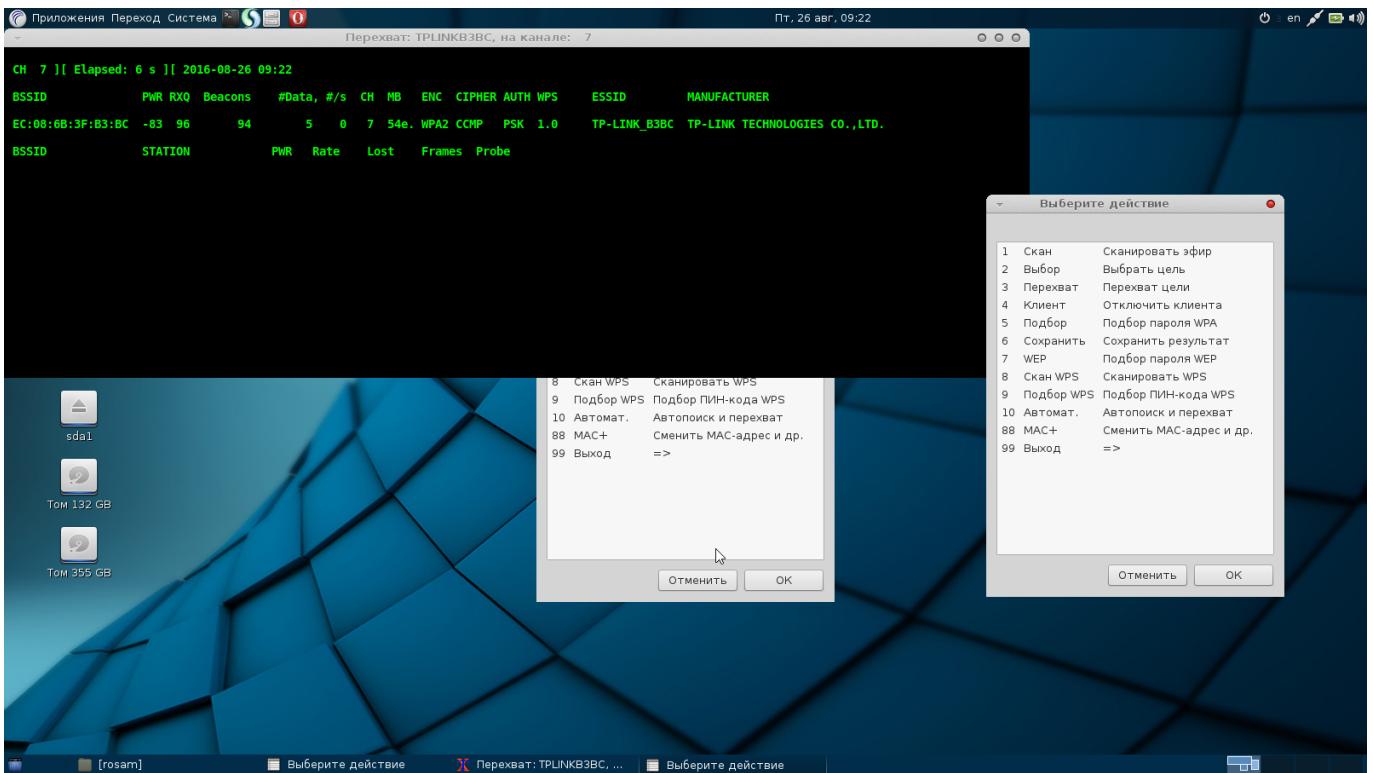 Приложения Переход Система Пт, 26 авг, 09:22 en
Перехват: TPLINKB3BC, на канале: 7
CH 7 ][ Elapsed: 6 s ][ 2016-08-26 09:22
BSSID PWR RXQ Beacons #Data, #/s CH MB ENC CIPHER AUTH WPS ESSID MANUFACTURER
EC:08:6B:3F:B3:BC -83 96 94 5 0 7 54e. WPA2 CCMP PSK 1.0 TP-LINK_B3BC TP-LINK TECHNOLOGIES CO.,LTD.
BSSID STATION PWR Rate Lost Frames Probe
Выберите действие
1 Скан Сканировать эфир
2 Выбор Выбрать цель
3 Перехват Перехват цели
4 Клиент Отключить клиента
5 Подбор Подбор пароля WPA
6 Сохранить Сохранить результат
7 WEP Подбор пароля WEP
8 Скан WPS Сканировать WPS
9 Подбор WPS Подбор ПИН-кода WPS
10 Автомат. Автопоиск и перехват
88 MAC+ Сменить MAC-адрес и др.
99 Выход =>
Отменить OK
8 Скан WPS Сканировать WPS
9 Подбор WPS Подбор ПИН-кода WPS
10 Автомат. Автопоиск и перехват
88 MAC+ Сменить MAC-адрес и др.
99 Выход =>
Отменить OK
sda1
Том 132 GB
Том 355 GB
[rosam] Выберите действие Перехват: TPLINKB3BC, ... Выберите действие